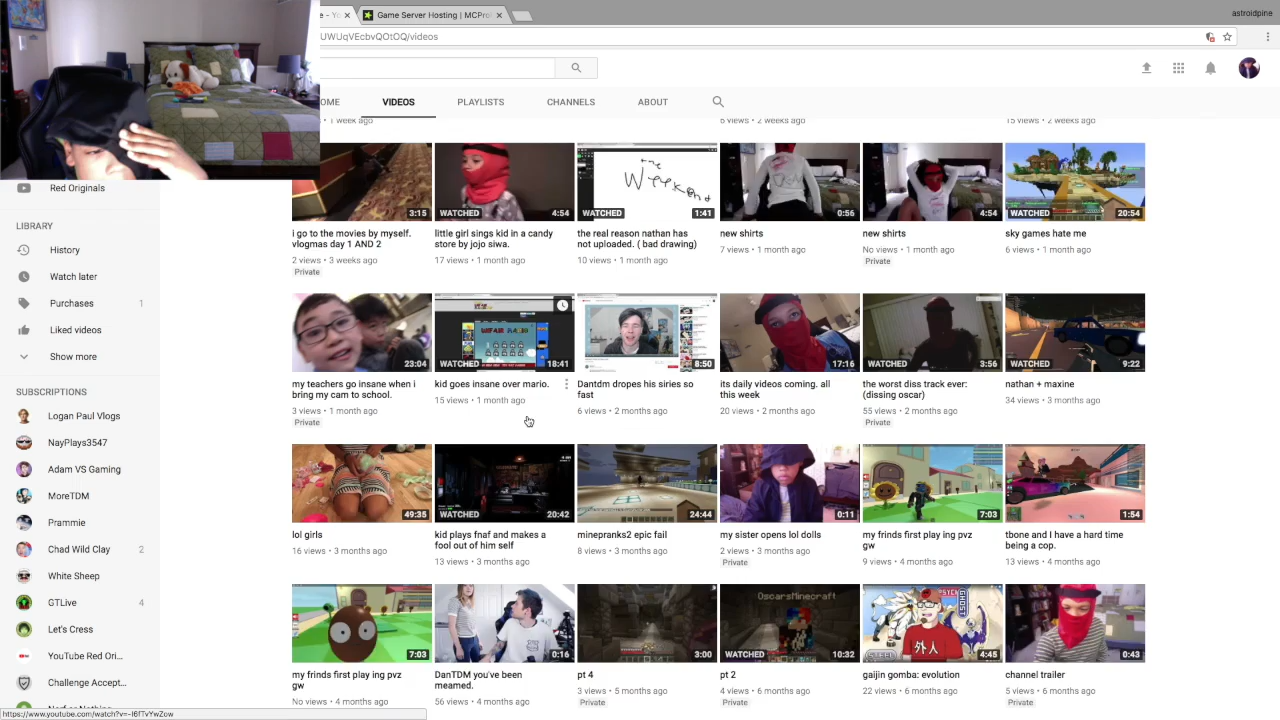 - Yo
Game Server Hosting | MCPro
astroidpine
UWUqVEcbvQOtOQ/videos
OME
VIDEOS
PLAYLISTS
CHANNELS
ABOUT
1 week ago
6 views • 2 weeks ago
15 views • 2 weeks ago
3:15
WATCHED
4:54
WATCHED
1:41
0:56
WATCHED
4:54
WATCHED
20:54
i go to the movies by myself.
vlogmas day 1 AND 2
2 views • 3 weeks ago
Private
little girl sings kid in a candy
store by jojo siwa.
17 views • 1 month ago
the real reason nathan has
not uploaded. ( bad drawing)
10 views • 1 month ago
new shirts
7 views • 1 month ago
new shirts
No views • 1 month ago
Private
sky games hate me
6 views • 1 month ago
23:04
WATCHED
18:41
8:50
17:16
WATCHED
3:56
WATCHED
9:22
my teachers go insane when i
bring my cam to school.
3 views • 1 month ago
Private
kid goes insane over mario.
15 views • 1 month ago
Dantdm dropes his siries so
fast
6 views • 2 months ago
its daily videos coming. all
this week
20 views • 2 months ago
the worst diss track ever:
(dissing oscar)
55 views • 2 months ago
Private
nathan + maxine
34 views • 3 months ago
49:35
WATCHED
20:42
24:44
0:11
7:03
1:54
lol girls
16 views • 3 months ago
kid plays fnaf and makes a
fool out of him self
13 views • 3 months ago
minepranks2 epic fail
8 views • 3 months ago
my sister opens lol dolls
2 views • 3 months ago
Private
my frinds first play ing pvz
gw
9 views • 4 months ago
tbone and I have a hard time
being a cop.
13 views • 4 months ago
7:03
0:16
3:00
OscarsMinecraft
WATCHED
10:32
4:45
0:43
my frinds first play ing pvz
gw
No views • 4 months ago
DanTDM you've been
meamed.
56 views • 4 months ago
pt 4
3 views • 5 months ago
Private
pt 2
4 views • 6 months ago
Private
gaijin gomba: evolution
22 views • 6 months ago
channel trailer
5 views • 6 months ago
Private
Red Originals
LIBRARY
History
Watch later
Purchases
1
Liked videos
Show more
SUBSCRIPTIONS
Logan Paul Vlogs
NayPlays3547
Adam VS Gaming
MoreTDM
Prammie
Chad Wild Clay
2
White Sheep
GTLive
4
Let's Cress
YouTube Red Ori...
Challenge Accept...